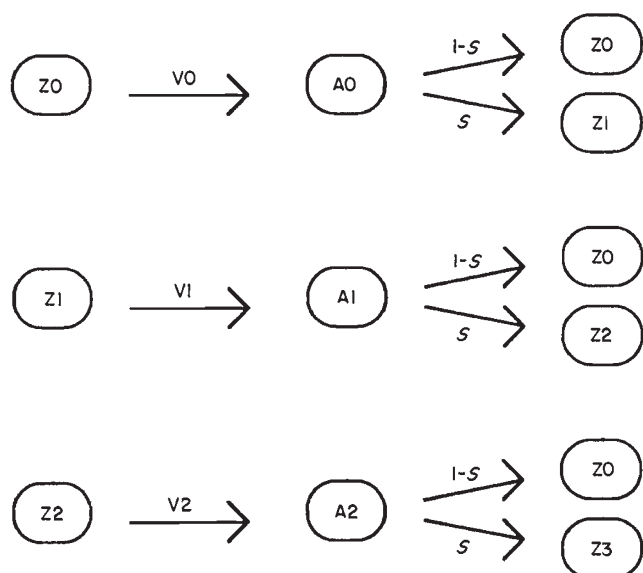 Z0 V0 A0 1-S Z0
S Z1
Z1 V1 A1 1-S Z0
S Z2
Z2 V2 A2 1-S Z0
S Z3